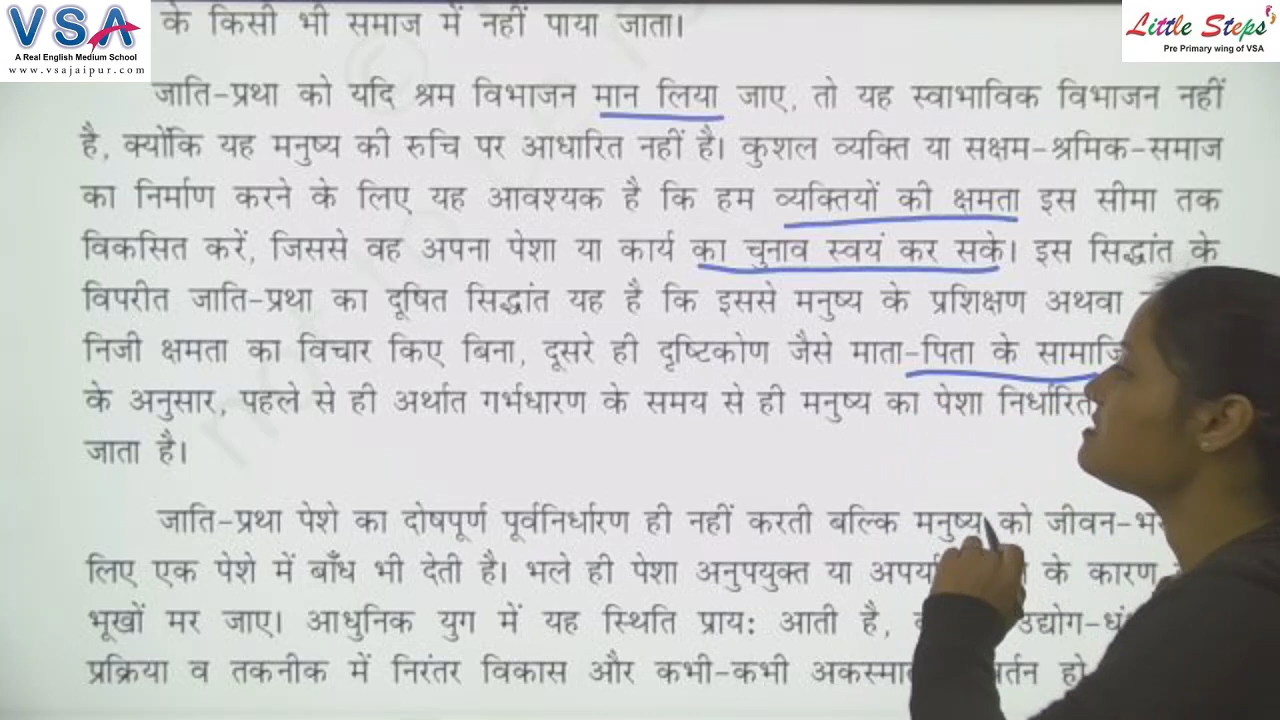 VSA
A Real English Medium School
www.vsajaipur.com
Little Steps
Pre Primary wing of VSA
के किसी भी समाज में नहीं पाया जाता।
जाति-प्रथा को यदि श्रम विभाजन मान लिया जाए, तो यह स्वाभाविक विभाजन नहीं
है, क्योंकि यह मनुष्य की रुचि पर आधारित नहीं है। कुशल व्यक्ति या सक्षम-श्रमिक-समाज
का निर्माण करने के लिए यह आवश्यक है कि हम व्यक्तियों की क्षमता इस सीमा तक
विकसित करें, जिससे वह अपना पेशा या कार्य का चुनाव स्वयं कर सके। इस सिद्धांत के
विपरीत जाति-प्रथा का दूषित सिद्धांत यह है कि इससे मनुष्य के प्रशिक्षण अथवा
निजी क्षमता का विचार किए बिना, दूसरे ही दृष्टिकोण जैसे माता-पिता के
के अनुसार, पहले से ही अर्थात गर्भधारण के समय से ही मनुष्य का पेशा निर्धारित
जाता है।
जाति-प्रथा पेशे का दोषपूर्ण पूर्वनिर्धारण ही नहीं करती बल्कि मनुष्य को
लिए एक पेशे में बाँध भी देती है। भले ही पेशा अनुपयुक्त या के कारण
भूखों मर जाए। आधुनिक युग में यह स्थिति प्राय: आती है,
प्रक्रिया व तकनीक में निरंतर विकास और कभी-कभी हो